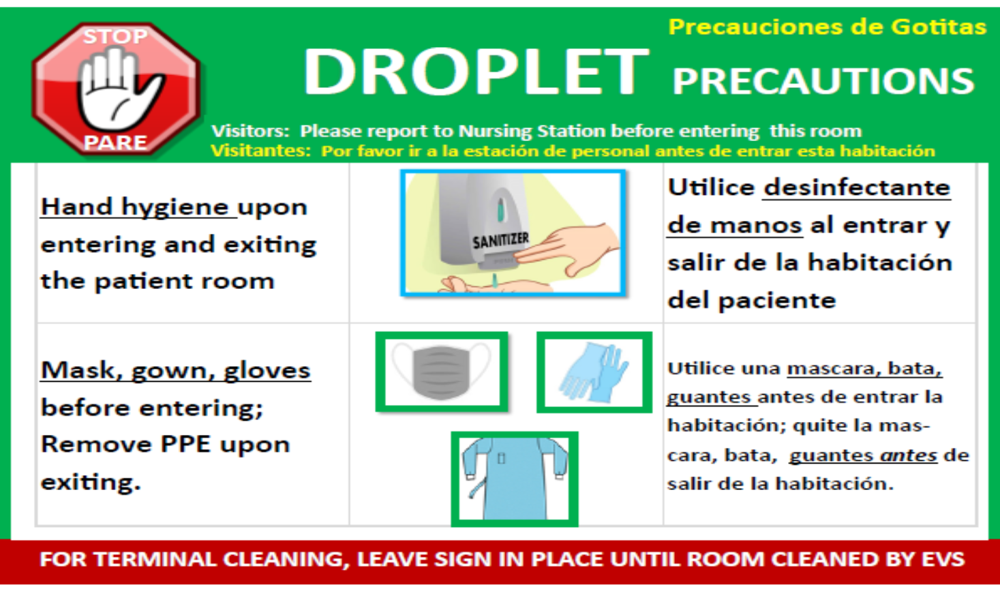 STOP
PARE
Precauciones de Gotitas
DROPLET PRECAUTIONS
Visitors: Please report to Nursing Station before entering this room
Visitantes: Por favor ir a la estación de personal antes de entrar esta habitación
Hand hygiene upon
entering and exiting
the patient room
SANITIZER
Utilice desinfectante
de manos al entrar y
salir de la habitación
del paciente
Mask, gown, gloves
before entering;
Remove PPE upon
exiting.
Utilice una mascara, bata,
guantes antes de entrar la
habitación; quite la mas-
cara, bata, guantes antes de
salir de la habitación.
FOR TERMINAL CLEANING, LEAVE SIGN IN PLACE UNTIL ROOM CLEANED BY EVS